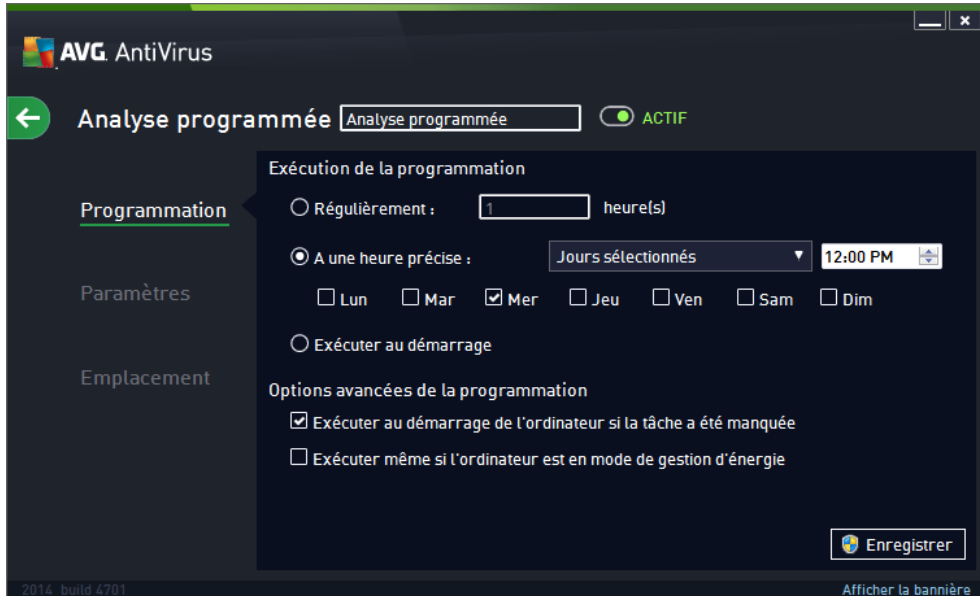 AVG AntiVirus
Analyse programmée Analyse programmée ACTIF
Exécution de la programmation
Programmation
Régulièrement : 1 heure(s)
A une heure précise : Jours sélectionnés 12:00 PM
Paramètres
Lun Mar Mer Jeu Ven Sam Dim
Exécuter au démarrage
Emplacement
Options avancées de la programmation
Exécuter au démarrage de l'ordinateur si la tâche a été manquée
Exécuter même si l'ordinateur est en mode de gestion d'énergie
Enregistrer
2014 build 4701 Afficher la bannière